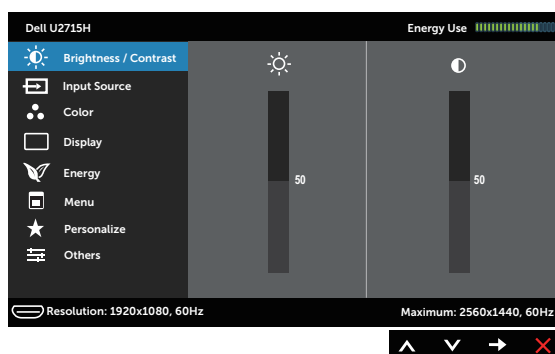 Dell U2715H Energy Use
Brightness / Contrast
Input Source
Color
Display
Energy
Menu
Personalize
Others
50 50
Resolution: 1920x1080, 60Hz Maximum: 2560x1440, 60Hz